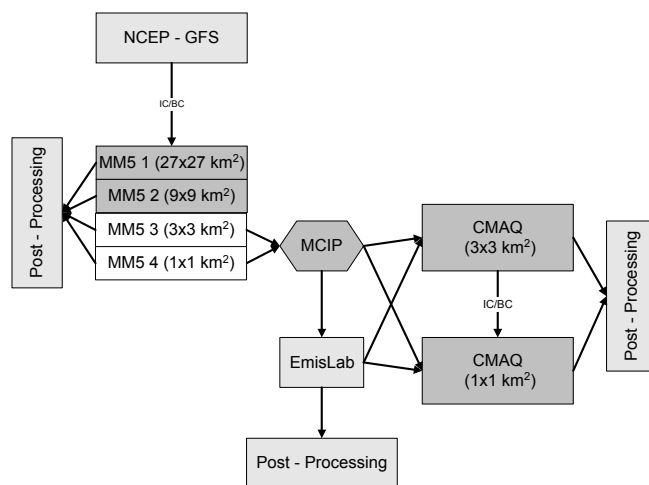 NCEP - GFS
IC/BC
Post - Processing
MM5 1 (27x27 km²)
MM5 2 (9x9 km²)
MM5 3 (3x3 km²)
MM5 4 (1x1 km²)
MCIP
CMAQ
(3x3 km²)
IC/BC
Post - Processing
EmisLab
CMAQ
(1x1 km²)
Post - Processing